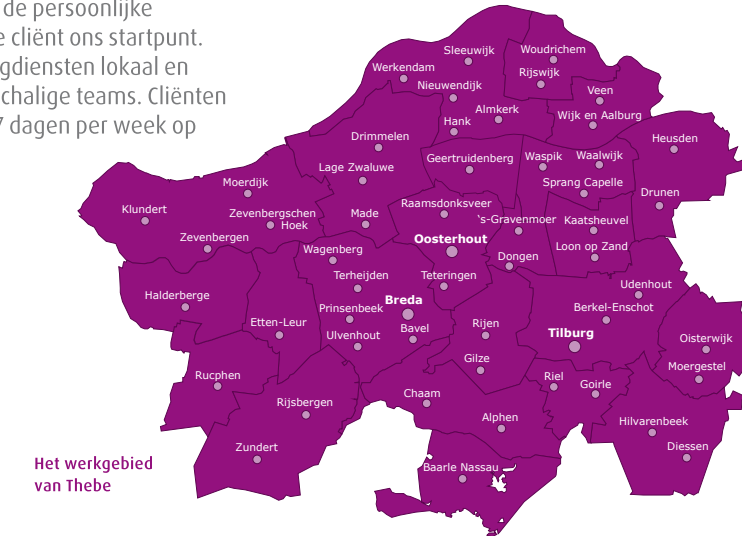 de persoonlijke
e cliënt ons startpunt.
gdiensten lokaal en
chalige teams. Cliënten
7 dagen per week op
Sleeuwijk
Woudrichem
Werkendam
Rijswijk
Nieuwendijk
Veen
Almkerk
Wijk en Aalburg
Hank
Drimmelen
Heusden
Geertruidenberg
Waspik
Waalwijk
Lage Zwaluwe
Moerdijk
Sprang Capelle
Drunen
Klundert
Zevenbergschen
Hoek
Made
Raamsdonksveer
's-Gravenmoer
Kaatsheuvel
Zevenbergen
Oosterhout
Wagenberg
Loon op Zand
Dongen
Terheijden
Teteringen
Udenhout
Halderberge
Breda
Prinsenbeek
Berkel-Enschot
Etten-Leur
Bavel
Rijen
Ulvenhout
Tilburg
Oisterwijk
Gilze
Moergestel
Rucphen
Riel
Goirle
Chaam
Rijsbergen
Alphen
Hilvarenbeek
Zundert
Diessen
Baarle Nassau
Het werkgebied
van Thebe